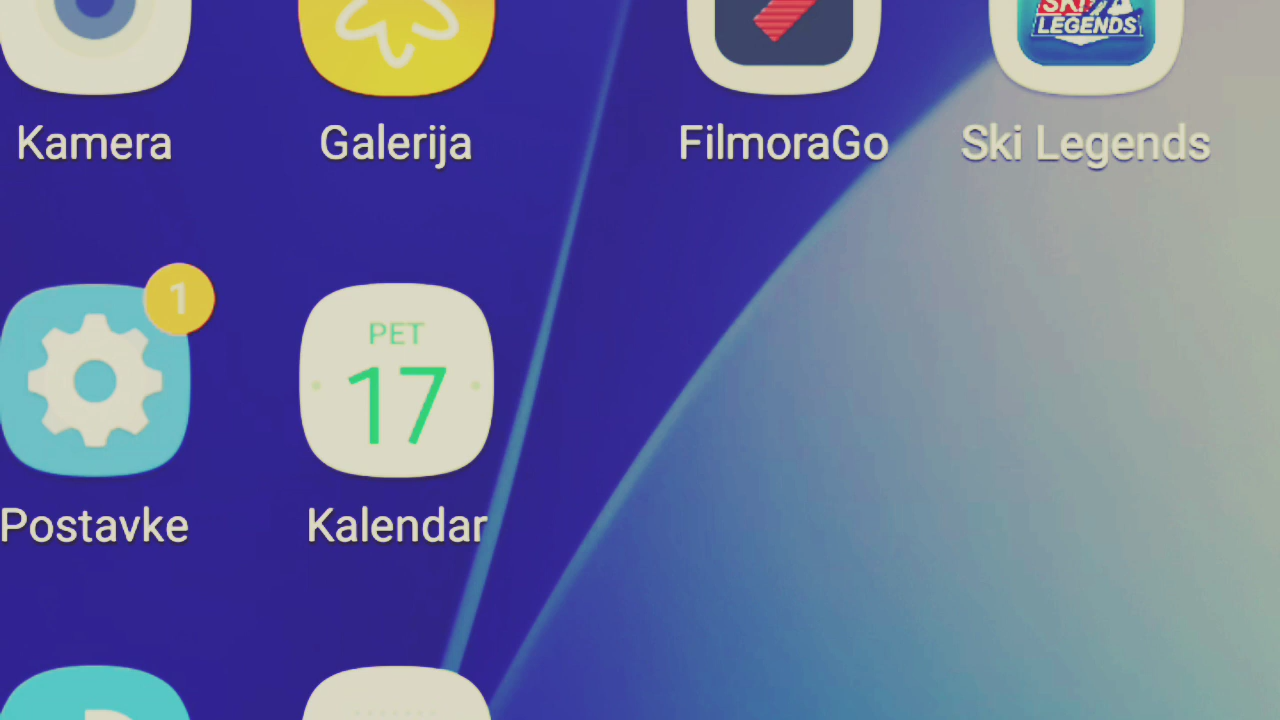 SKI
LEGENDS
Kamera
Galerija
FilmoraGo
Ski Legends
1
PET
17
Postavke
Kalendar